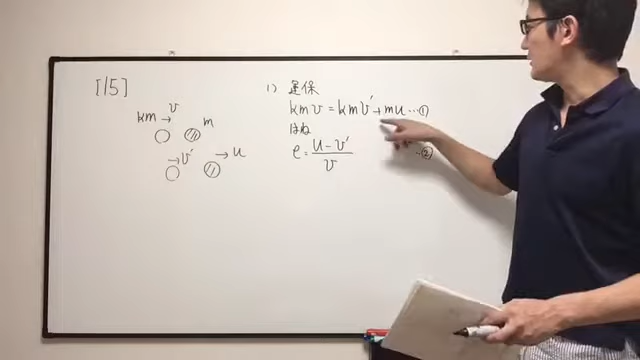 [15]
km → v
m
→ v′
→ u
1) 運保
kmv = kmv′ + mu … ①
はね
e = (u − v′) / v … ②